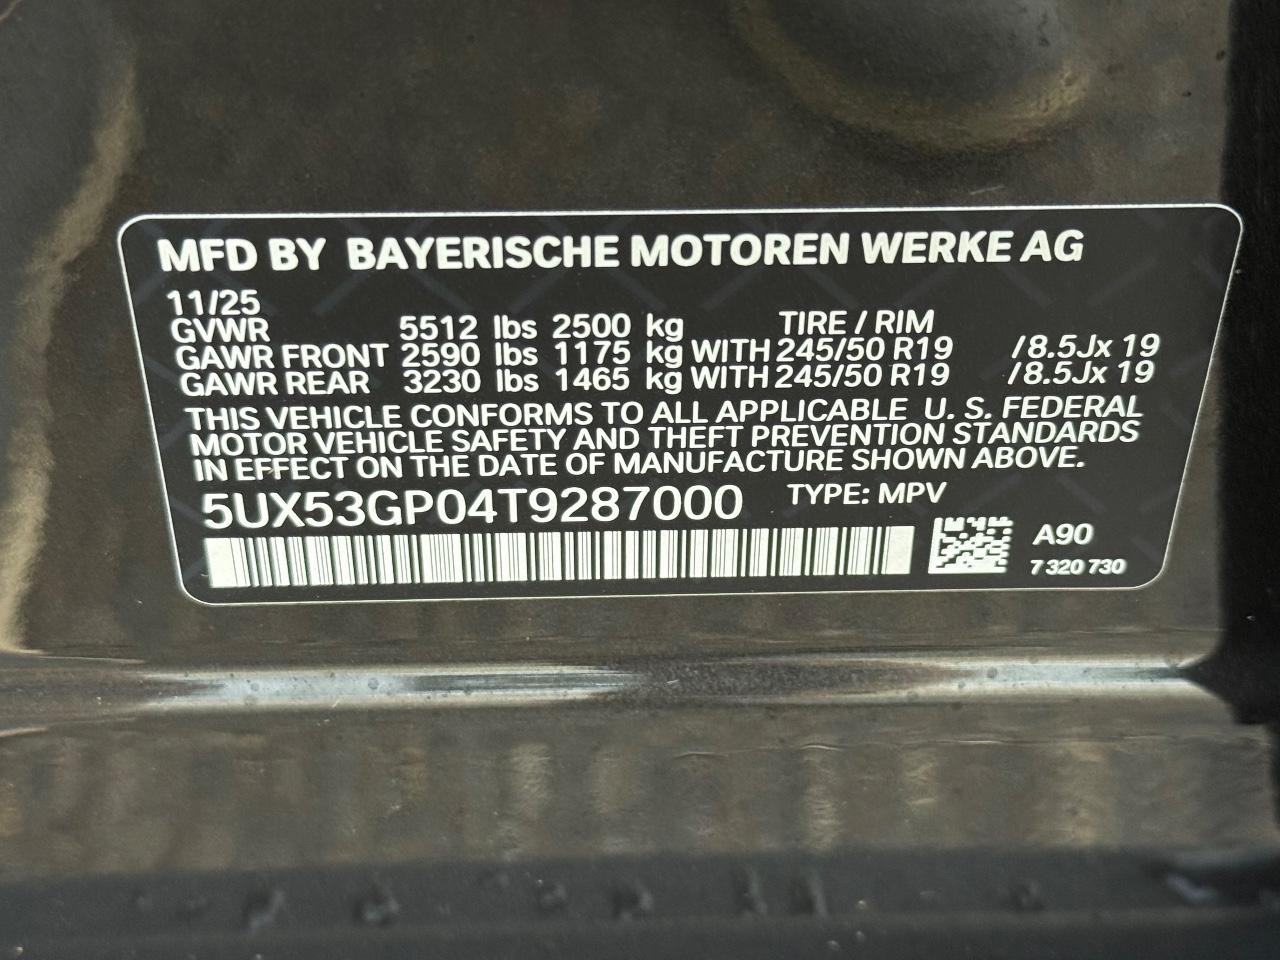 MFD BY BAYERISCHE MOTOREN WERKE AG
11/25
GVWR 5512 lbs 2500 kg TIRE / RIM
GAWR FRONT 2590 lbs 1175 kg WITH 245/50 R19 /8.5Jx 19
GAWR REAR 3230 lbs 1465 kg WITH 245/50 R19 /8.5Jx 19
THIS VEHICLE CONFORMS TO ALL APPLICABLE U. S. FEDERAL
MOTOR VEHICLE SAFETY AND THEFT PREVENTION STANDARDS
IN EFFECT ON THE DATE OF MANUFACTURE SHOWN ABOVE.
5UX53GP04T9287000 TYPE: MPV
A90
7 320 730